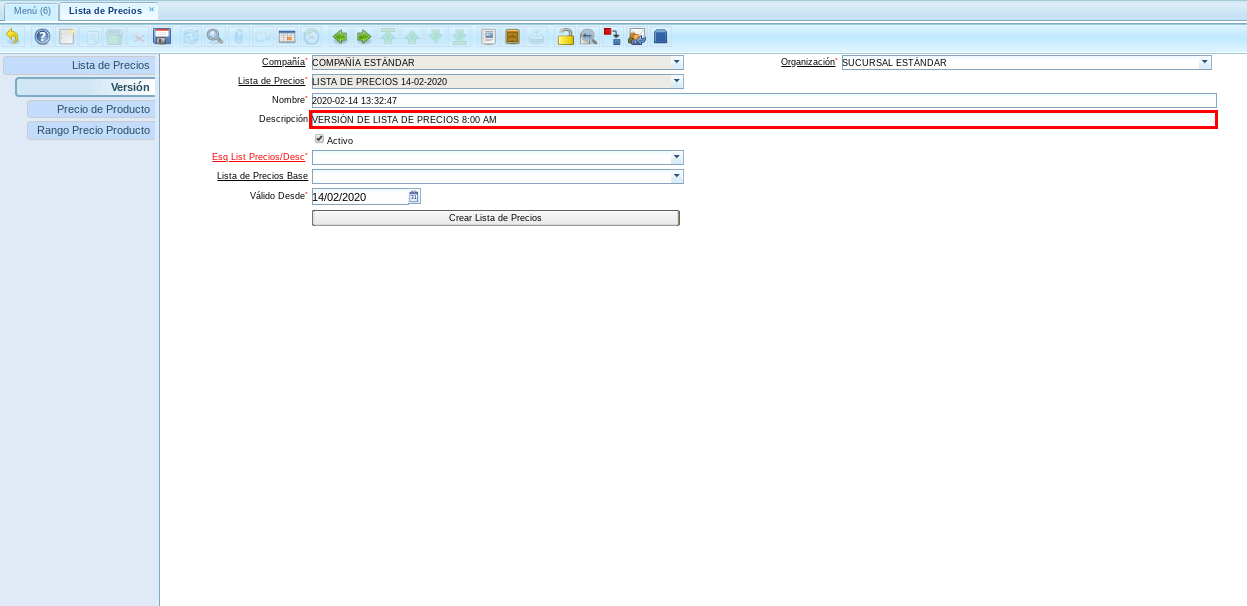 Menú (6)
Lista de Precios
Lista de Precios
Versión
Precio de Producto
Rango Precio Producto
Compañía* COMPAÑÍA ESTÁNDAR Organización* SUCURSAL ESTÁNDAR
Lista de Precios* LISTA DE PRECIOS 14-02-2020
Nombre* 2020-02-14 13:32:47
Descripción VERSIÓN DE LISTA DE PRECIOS 8:00 AM
Activo
Esq List Precios/Desc*
Lista de Precios Base
Válido Desde* 14/02/2020
Crear Lista de Precios